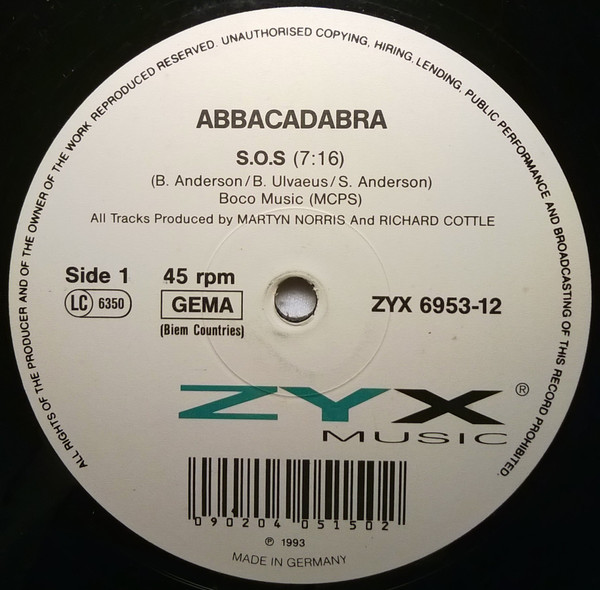 ALL RIGHTS OF THE PRODUCER AND OF THE OWNER OF THE WORK REPRODUCED RESERVED. UNAUTHORISED COPYING, HIRING, LENDING, PUBLIC PERFORMANCE AND BROADCASTING OF THIS RECORD PROHIBITED.
ABBACADABRA
S.O.S (7:16)
(B. Anderson/B. Ulvaeus/S. Anderson)
Boco Music (MCPS)
All Tracks Produced by MARTYN NORRIS And RICHARD COTTLE
Side 1 45 rpm
LC 6350 GEMA ZYX 6953-12
(Biem Countries)
ZYX ®
MUSIC
090204 051502
℗ 1993
MADE IN GERMANY